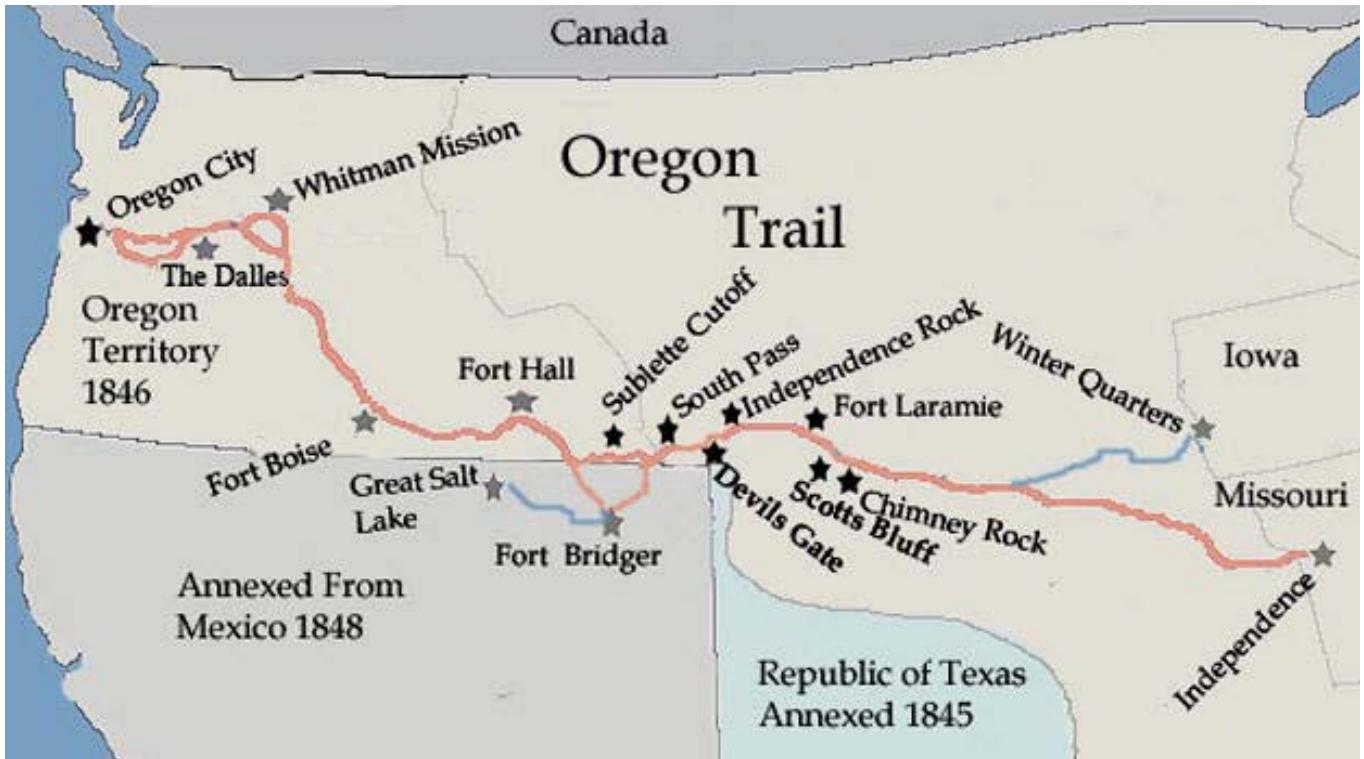 Canada
Oregon
Trail
Oregon City
Whitman Mission
The Dalles
Oregon
Territory
1846
Fort Hall
Sublette Cutoff
South Pass
Independence Rock
Fort Laramie
Winter Quarters
Iowa
Fort Boise
Great Salt
Lake
Fort Bridger
Devils Gate
Scotts Bluff
Chimney Rock
Missouri
Independence
Annexed From
Mexico 1848
Republic of Texas
Annexed 1845